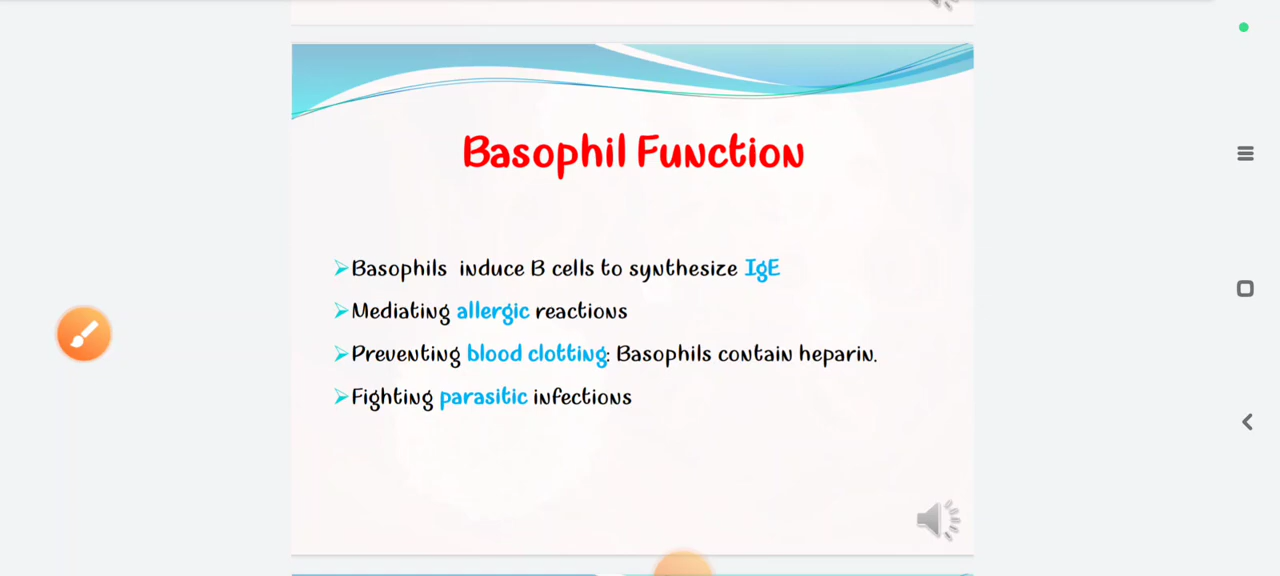 Basophil Function
➢Basophils induce B cells to synthesize IgE
➢Mediating allergic reactions
➢Preventing blood clotting: Basophils contain heparin.
➢Fighting parasitic infections